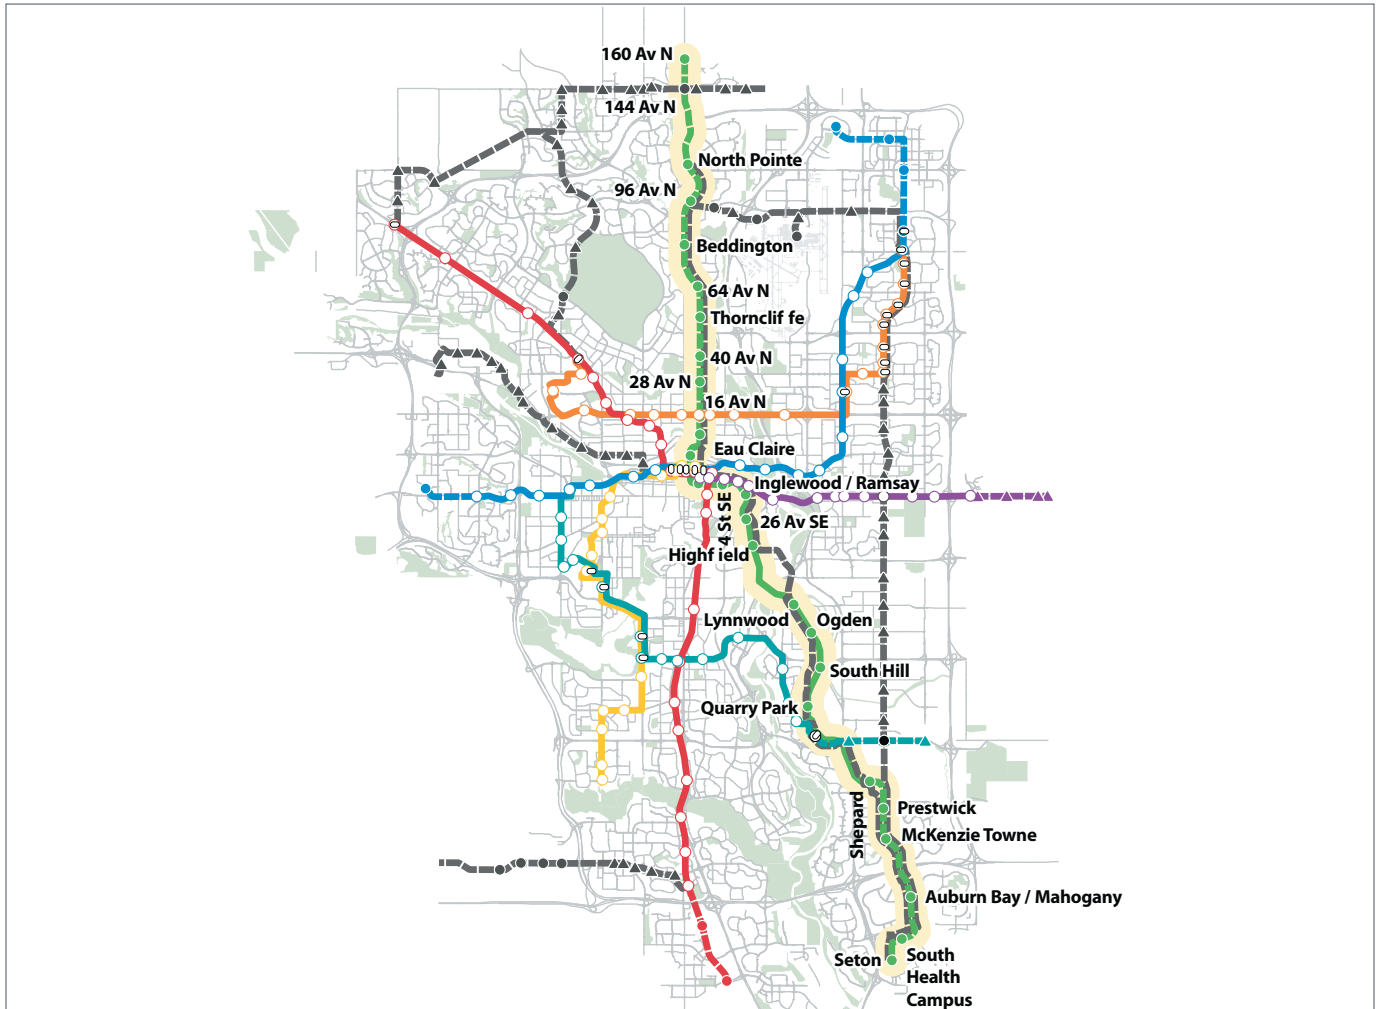 160 Av N
144 Av N
North Pointe
96 Av N
Beddington
64 Av N
Thornclif fe
40 Av N
28 Av N
16 Av N
Eau Claire
Inglewood / Ramsay
4 St SE
26 Av SE
Highf ield
Lynnwood
Ogden
South Hill
Quarry Park
Shepard
Prestwick
McKenzie Towne
Auburn Bay / Mahogany
Seton
South
Health
Campus